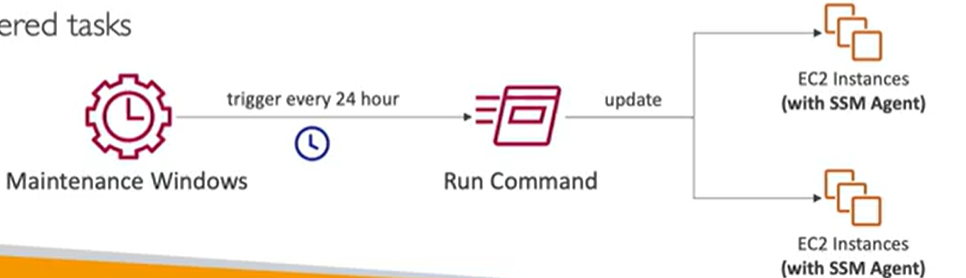 ered tasks
trigger every 24 hour
Maintenance Windows
Run Command
update
EC2 Instances
(with SSM Agent)
EC2 Instances
(with SSM Agent)